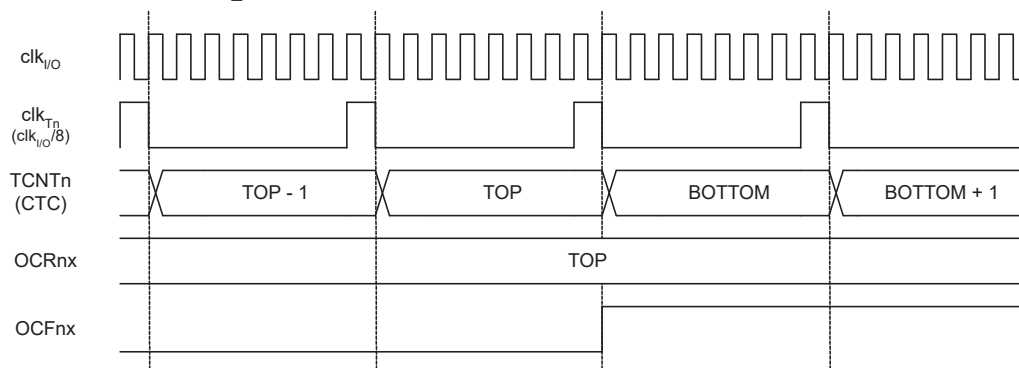 clkI/O
clkTn
(clkI/O/8)
TCNTn
(CTC)
TOP - 1
TOP
BOTTOM
BOTTOM + 1
OCRnx
TOP
OCFnx